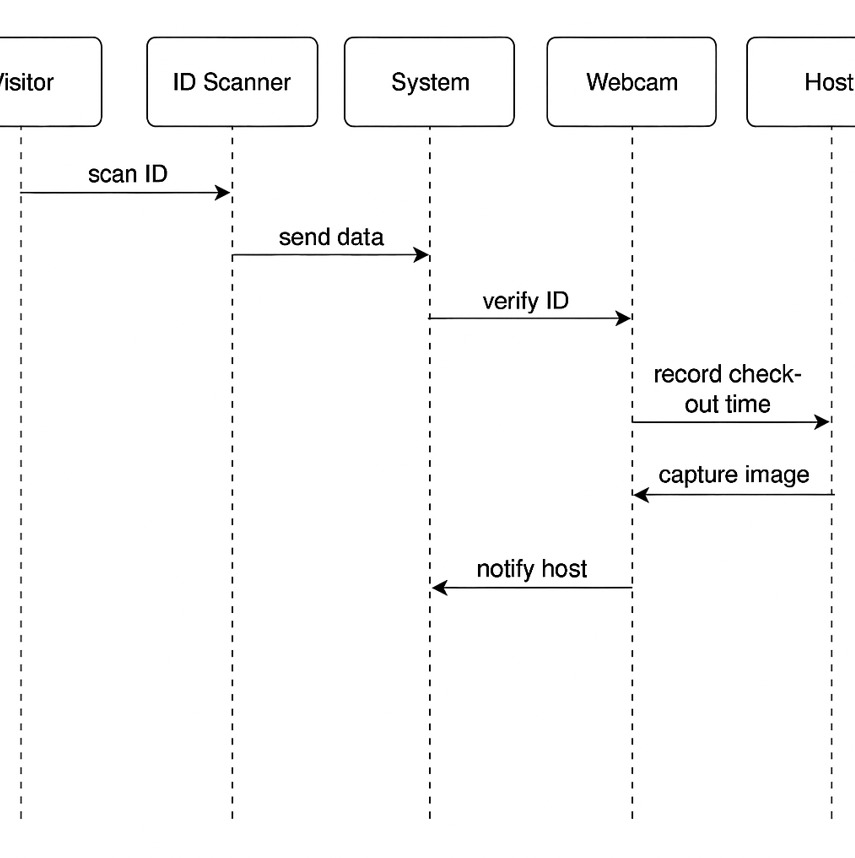 Visitor
ID Scanner
System
Webcam
Host
scan ID
send data
verify ID
record check-
out time
capture image
notify host